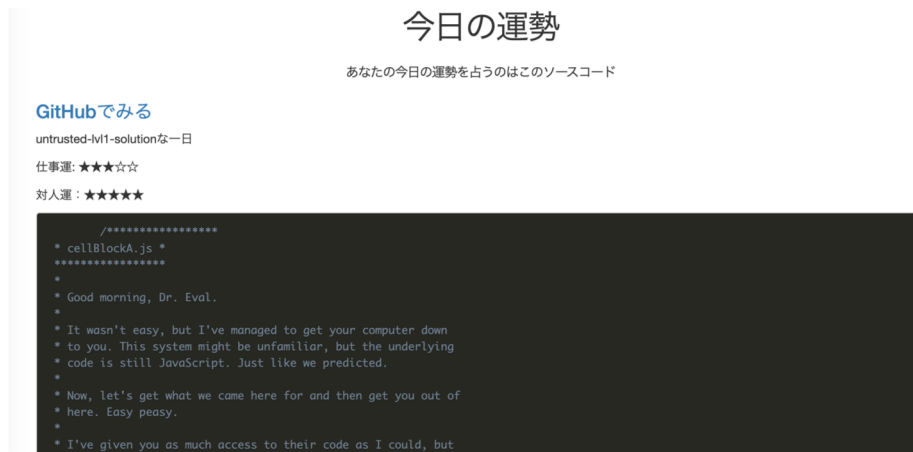 今日の運勢
あなたの今日の運勢を占うのはこのソースコード
GitHubでみる
untrusted-lvl1-solutionな一日
仕事運: ★★★☆☆
対人運：★★★★★
/*****************
* cellBlockA.js *
*****************
*
* Good morning, Dr. Eval.
*
* It wasn't easy, but I've managed to get your computer down
* to you. This system might be unfamiliar, but the underlying
* code is still JavaScript. Just like we predicted.
*
* Now, let's get what we came here for and then get you out of
* here. Easy peasy.
*
* I've given you as much access to their code as I could, but